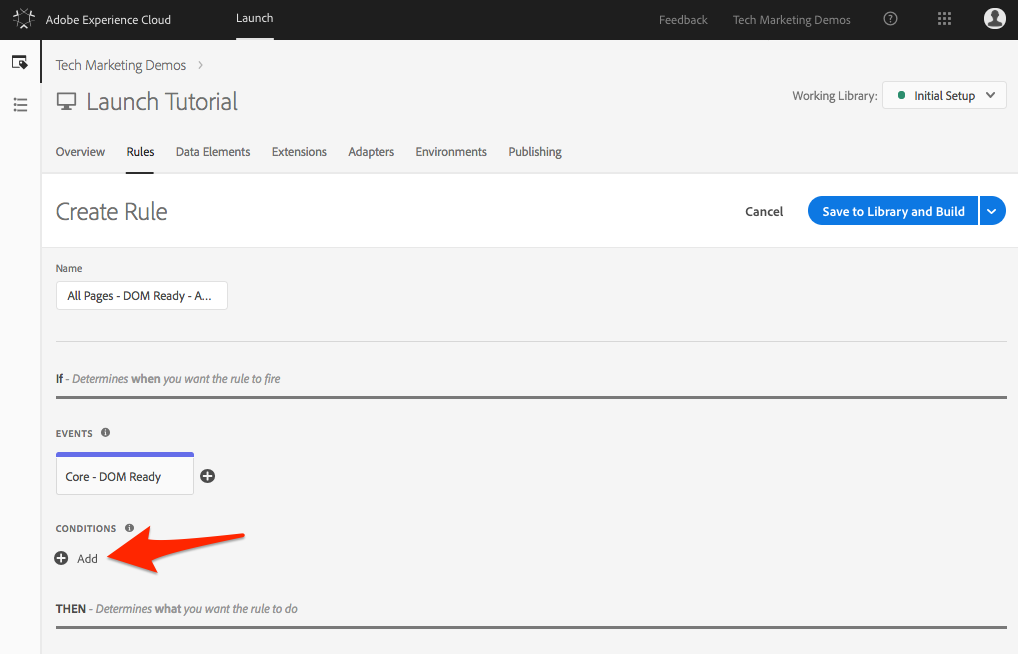 Adobe Experience Cloud Launch Feedback Tech Marketing Demos ?
Tech Marketing Demos >
Launch Tutorial
Working Library: Initial Setup
Overview Rules Data Elements Extensions Adapters Environments Publishing
Create Rule
Cancel Save to Library and Build
Name
All Pages - DOM Ready - A...
If - Determines when you want the rule to fire
EVENTS
Core - DOM Ready
CONDITIONS
Add
THEN - Determines what you want the rule to do